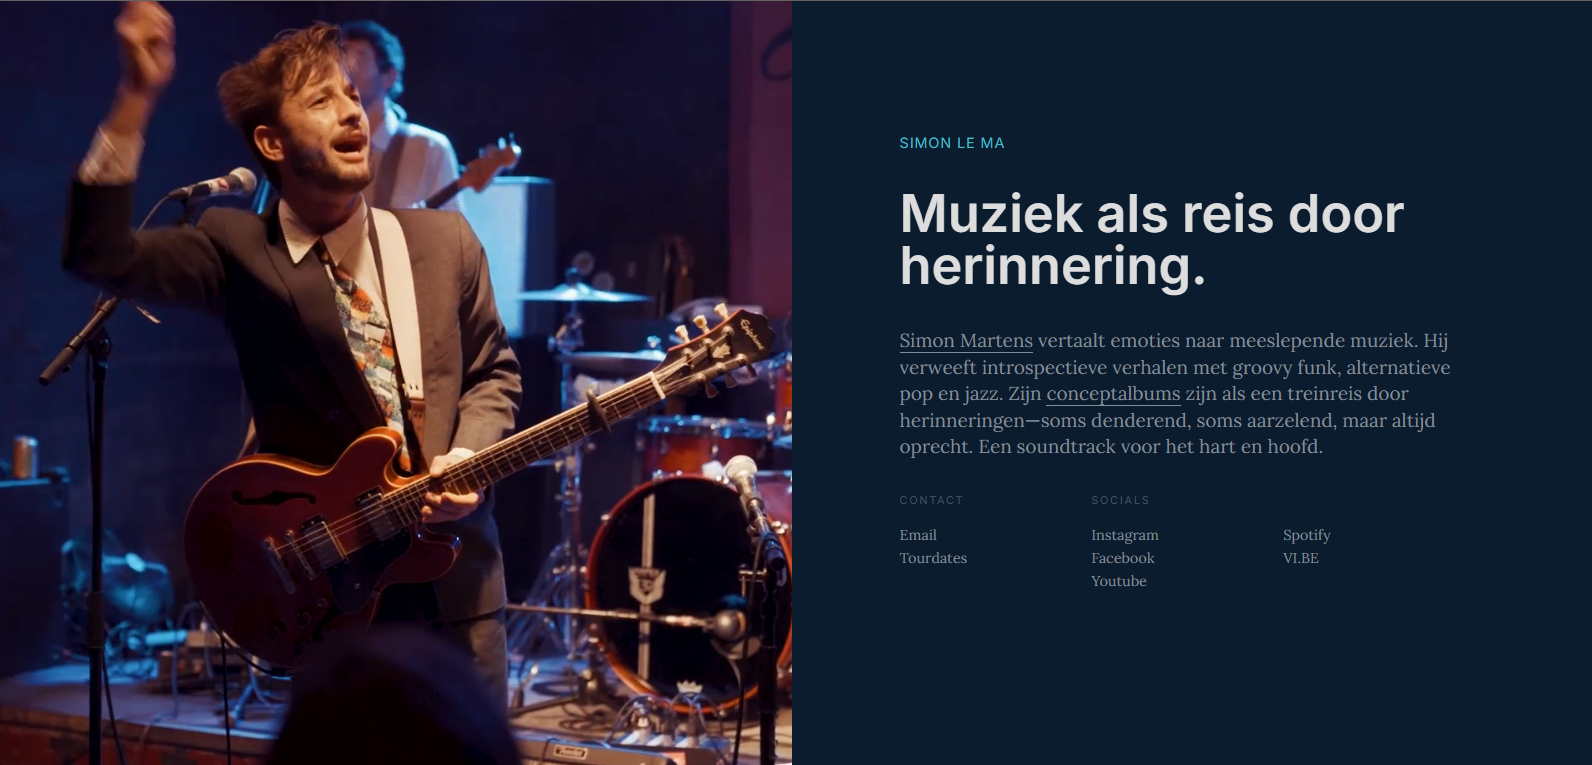 SIMON LE MA
Muziek als reis door
herinnering.
Simon Martens vertaalt emoties naar meeslepende muziek. Hij
verweeft introspectieve verhalen met groovy funk, alternatieve
pop en jazz. Zijn conceptalbums zijn als een treinreis door
herinneringen—soms denderend, soms aarzelend, maar altijd
oprecht. Een soundtrack voor het hart en hoofd.
CONTACT
Email
Tourdates
SOCIALS
Instagram
Facebook
Youtube
Spotify
VI.BE
Epiphone